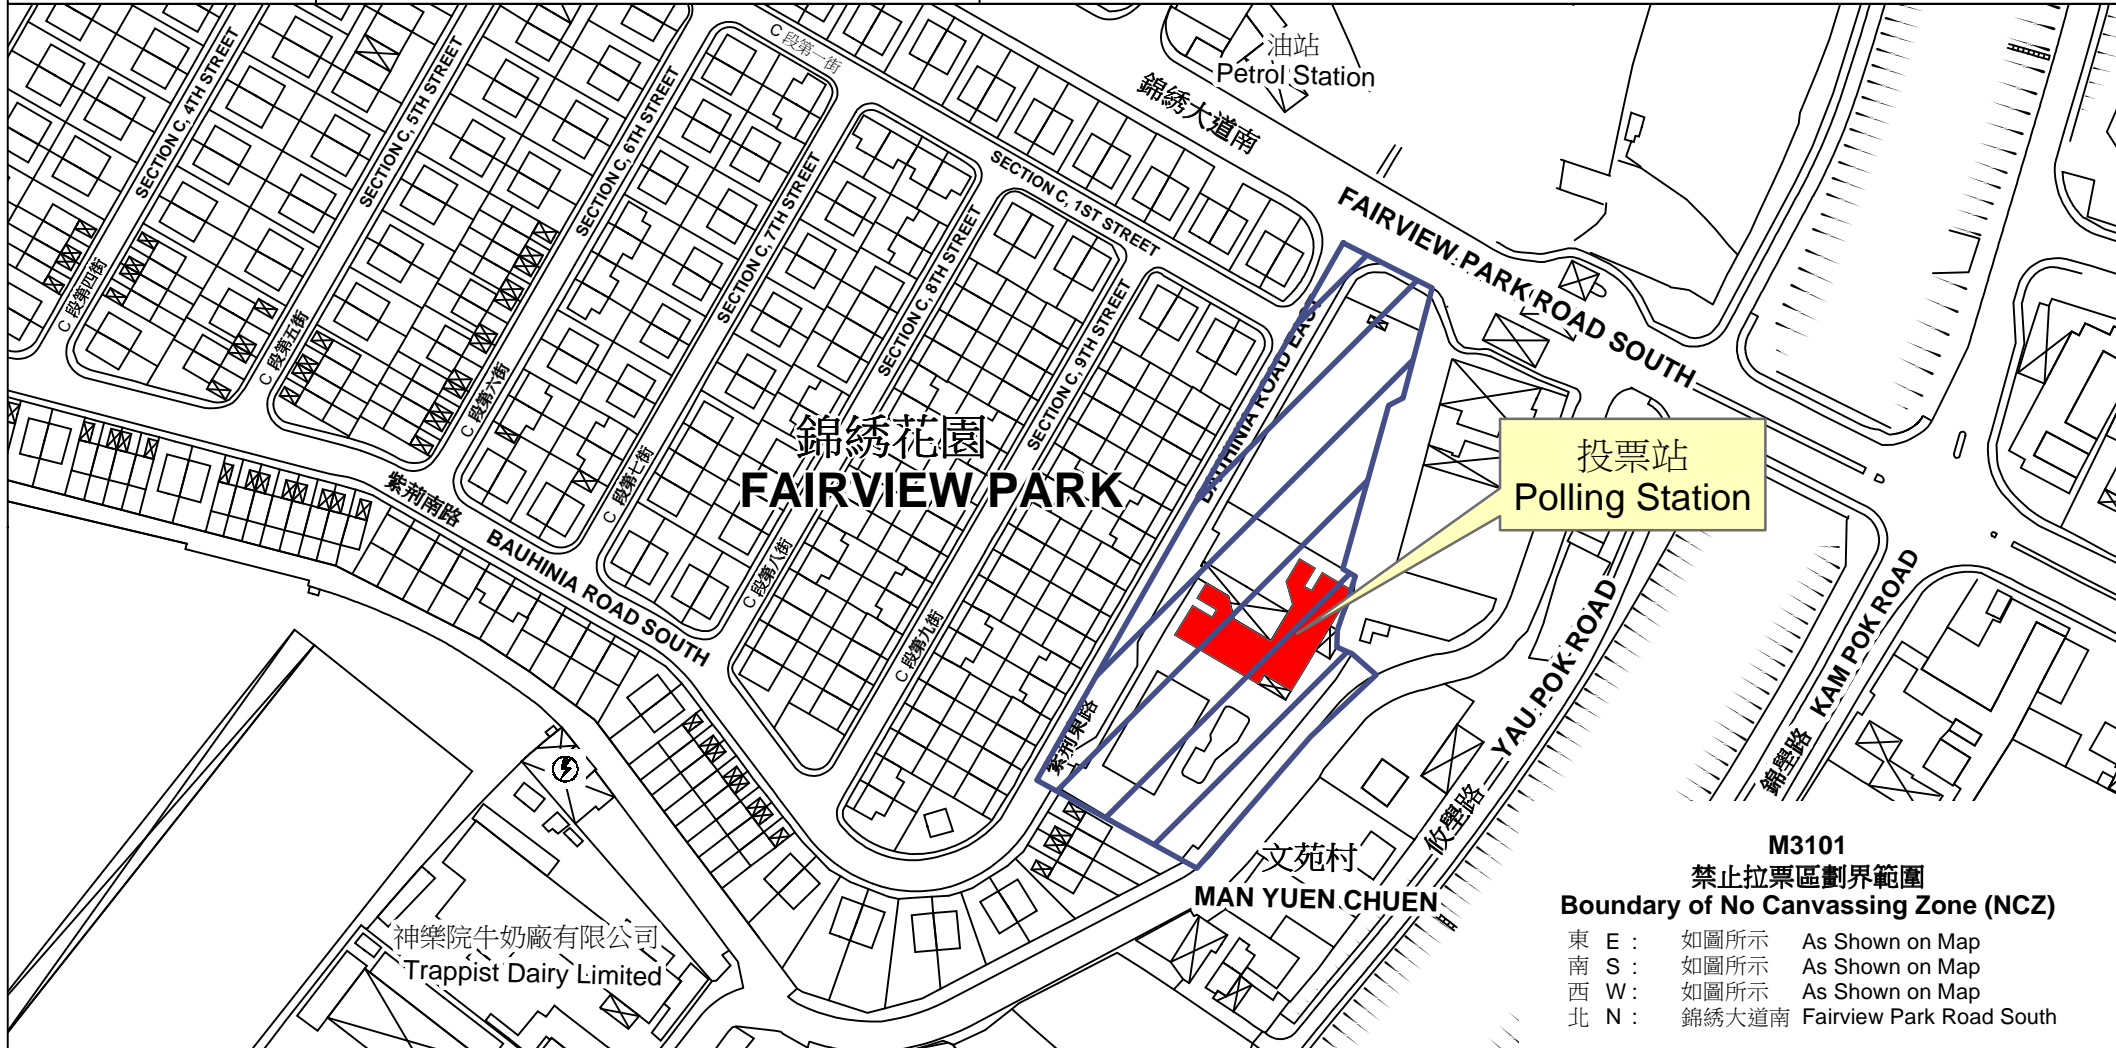 C 段第一街
油站
Petrol Station
錦綉大道南
FAIRVIEW PARK ROAD SOUTH
SECTION C, 4TH STREET
SECTION C, 5TH STREET
SECTION C, 6TH STREET
SECTION C, 7TH STREET
SECTION C, 8TH STREET
SECTION C, 9TH STREET
SECTION C, 1ST STREET
BAUHINIA ROAD EAST
C 段第四街
C 段第五街
C 段第六街
C 段第七街
C 段第八街
C 段第九街
錦綉花園
FAIRVIEW PARK
投票站
Polling Station
紫荊南路
BAUHINIA ROAD SOUTH
紫荊東路
YAU POK ROAD
攸壆路
KAM POK ROAD
錦壆路
文苑村
MAN YUEN CHUEN
神樂院牛奶廠有限公司
Trappist Dairy Limited
M3101
禁止拉票區劃界範圍
Boundary of No Canvassing Zone (NCZ)
東 E : 如圖所示 As Shown on Map
南 S : 如圖所示 As Shown on Map
西 W : 如圖所示 As Shown on Map
北 N : 錦綉大道南 Fairview Park Road South